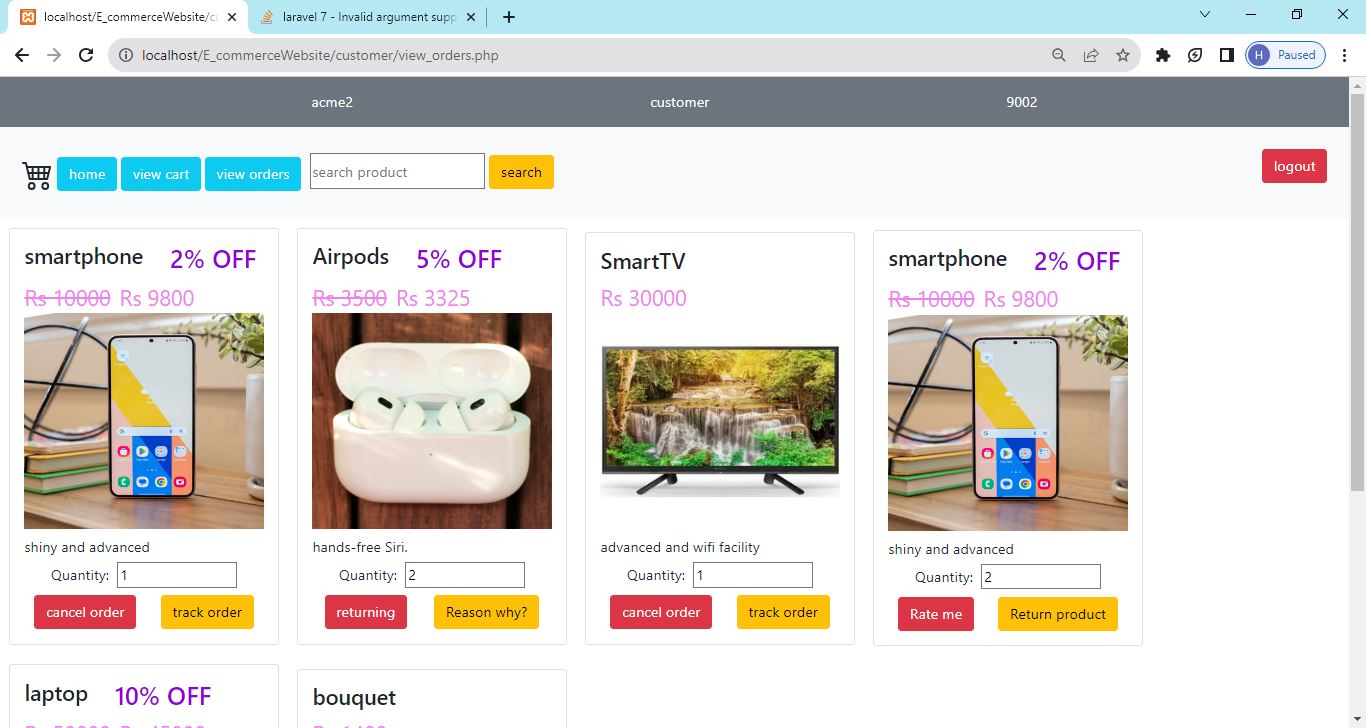 localhost/E_commerceWebsite/cu
laravel 7 - Invalid argument supp
localhost/E_commerceWebsite/customer/view_orders.php
H Paused
acme2 customer 9002
home view cart view orders search product search logout
smartphone 2% OFF
Rs 10000 Rs 9800
shiny and advanced
Quantity: 1
cancel order track order
Airpods 5% OFF
Rs 3500 Rs 3325
hands-free Siri.
Quantity: 2
returning Reason why?
SmartTV
Rs 30000
advanced and wifi facility
Quantity: 1
cancel order track order
smartphone 2% OFF
Rs 10000 Rs 9800
shiny and advanced
Quantity: 2
Rate me Return product
laptop 10% OFF
bouquet